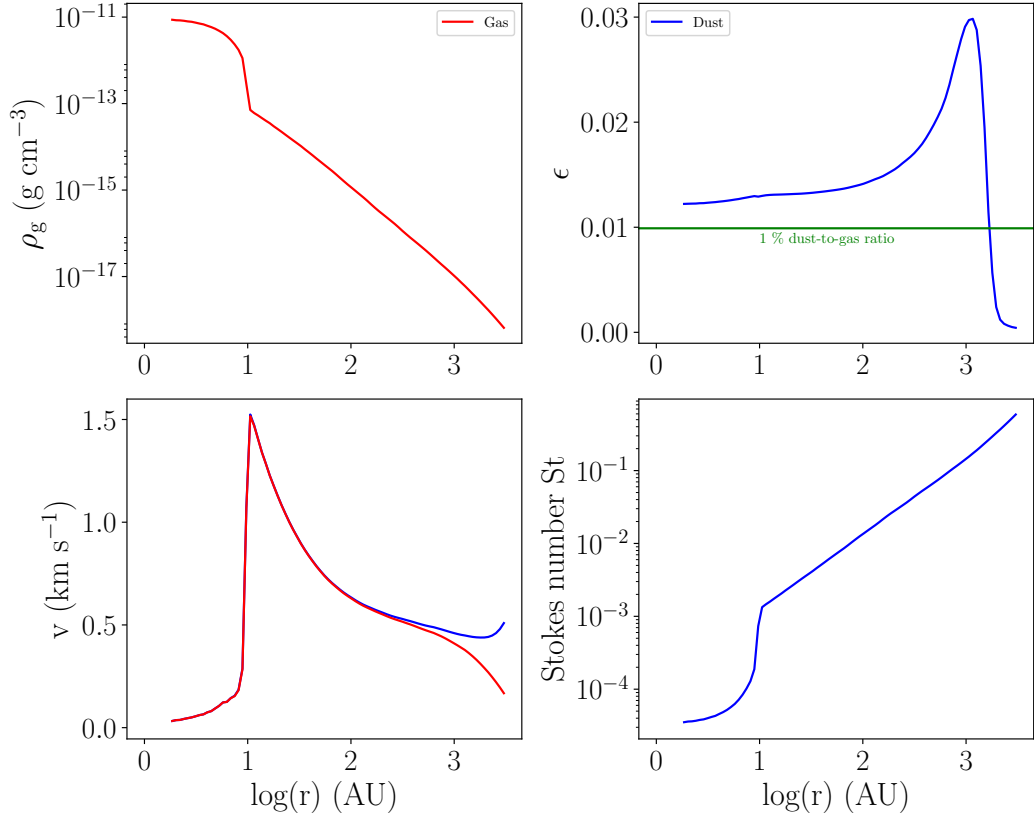 10⁻¹¹
10⁻¹³
10⁻¹⁵
10⁻¹⁷
ρ_g (g cm⁻³)
Gas
0 1 2 3
0.03
0.02
0.01
0.00
ϵ
Dust
1 % dust-to-gas ratio
0 1 2 3
1.5
1.0
0.5
0.0
v (km s⁻¹)
0 1 2 3
log(r) (AU)
10⁻¹
10⁻²
10⁻³
10⁻⁴
Stokes number St
0 1 2 3
log(r) (AU)